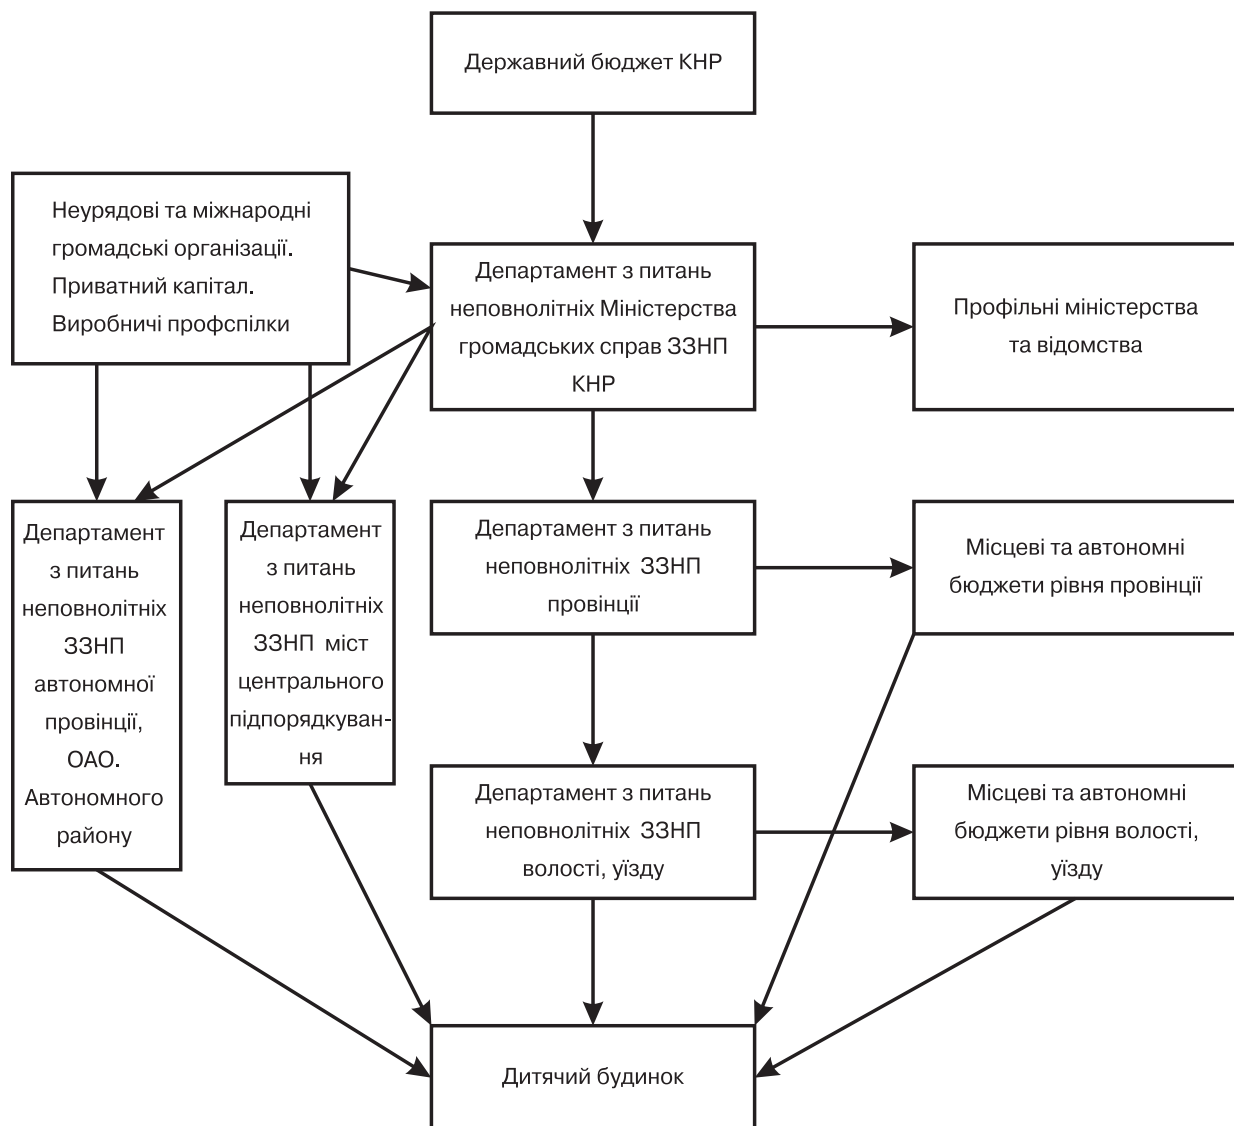 Державний бюджет КНР
Неурядові та міжнародні
громадські організації.
Приватний капітал.
Виробничі профспілки
Департамент з питань
неповнолітніх Міністерства
громадських справ ЗЗНП
КНР
Профільні міністерства
та відомства
Департамент
з питань
неповнолітніх
ЗЗНП
автономної
провінції,
ОАО.
Автономного
району
Департамент
з питань
неповнолітніх
ЗЗНП міст
центрального
підпорядкуван-
ня
Департамент з питань
неповнолітніх ЗЗНП
провінції
Місцеві та автономні
бюджети рівня провінції
Департамент з питань
неповнолітніх ЗЗНП
волості, уїзду
Місцеві та автономні
бюджети рівня волості,
уїзду
Дитячий будинок